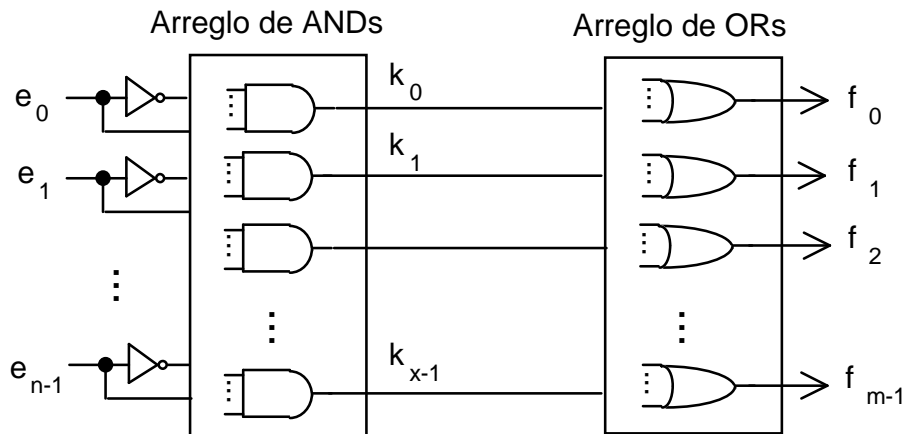 Arreglo de ANDs
Arreglo de ORs
e0
k0
f0
e1
k1
f1
f2
en-1
kx-1
fm-1